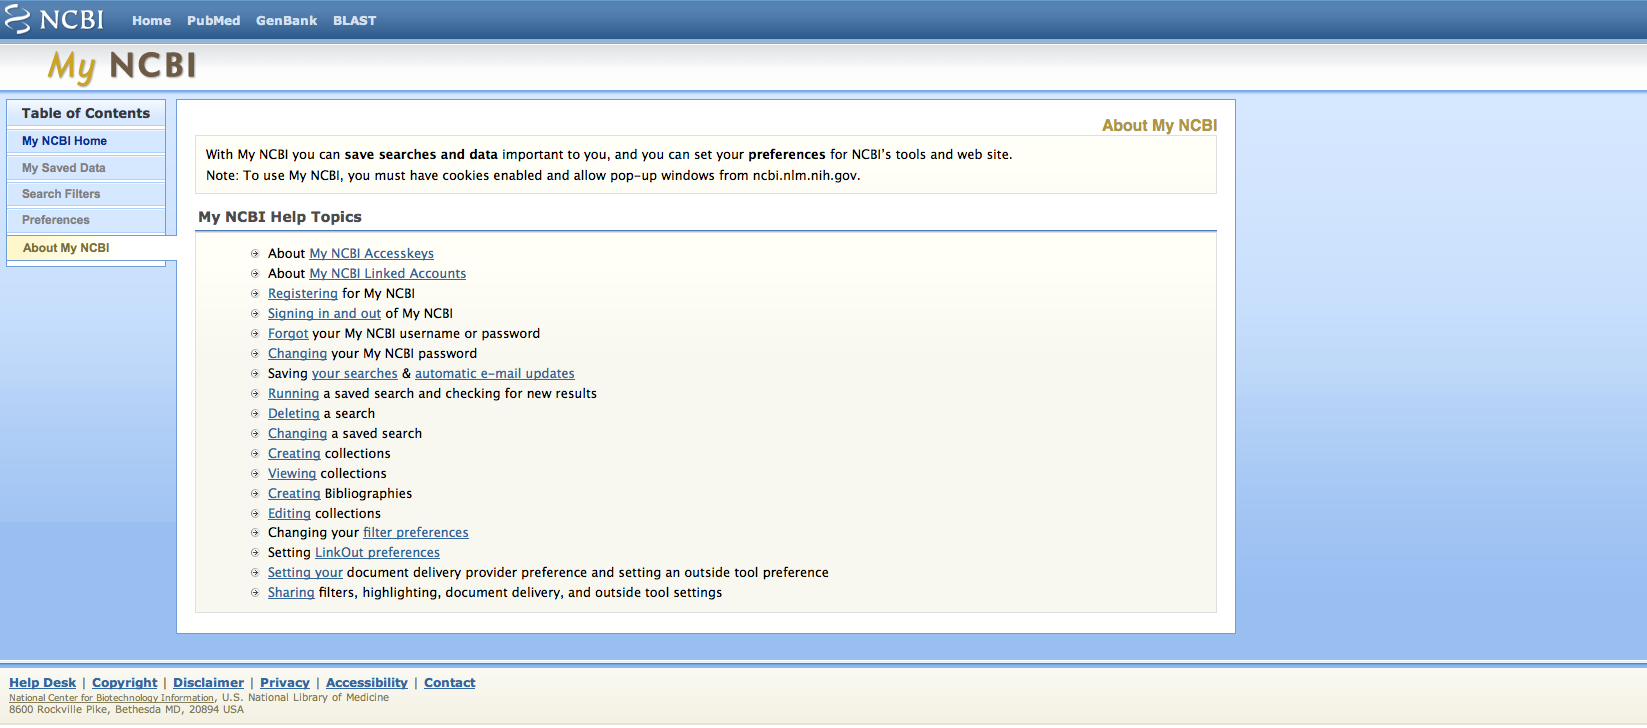 NCBI Home PubMed GenBank BLAST
My NCBI
Table of Contents
My NCBI Home
My Saved Data
Search Filters
Preferences
About My NCBI
About My NCBI
With My NCBI you can save searches and data important to you, and you can set your preferences for NCBI's tools and web site.
Note: To use My NCBI, you must have cookies enabled and allow pop-up windows from ncbi.nlm.nih.gov.
My NCBI Help Topics
About My NCBI Accesskeys
About My NCBI Linked Accounts
Registering for My NCBI
Signing in and out of My NCBI
Forgot your My NCBI username or password
Changing your My NCBI password
Saving your searches & automatic e-mail updates
Running a saved search and checking for new results
Deleting a search
Changing a saved search
Creating collections
Viewing collections
Creating Bibliographies
Editing collections
Changing your filter preferences
Setting LinkOut preferences
Setting your document delivery provider preference and setting an outside tool preference
Sharing filters, highlighting, document delivery, and outside tool settings
Help Desk | Copyright | Disclaimer | Privacy | Accessibility | Contact
National Center for Biotechnology Information, U.S. National Library of Medicine
8600 Rockville Pike, Bethesda MD, 20894 USA